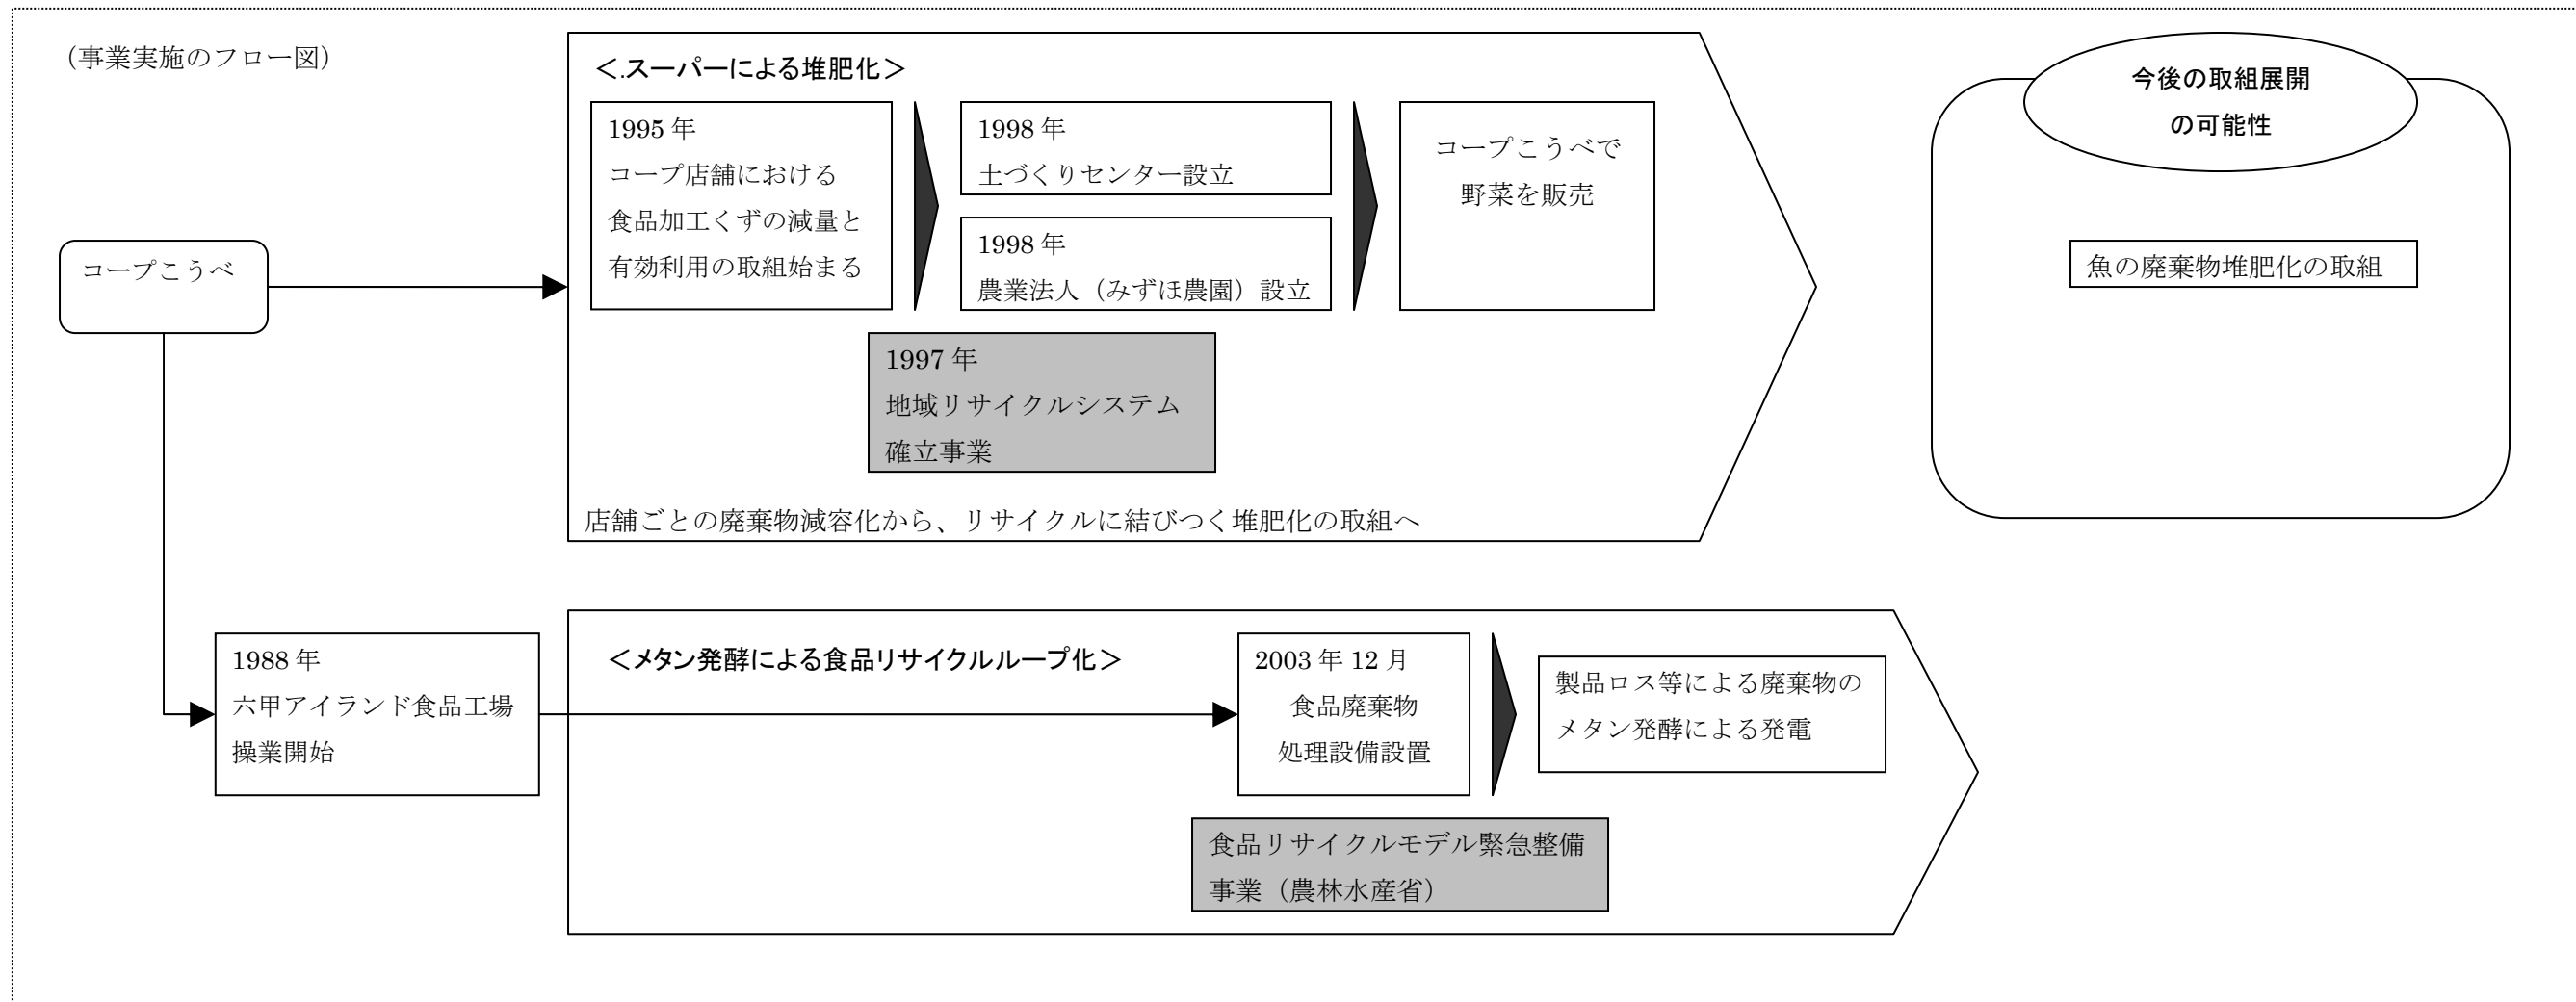 （事業実施のフロー図）
＜.スーパーによる堆肥化＞
1995 年
コープ店舗における
食品加工くずの減量と
有効利用の取組始まる
1998 年
土づくりセンター設立
1998 年
農業法人（みずほ農園）設立
コープこうべで
野菜を販売
1997 年
地域リサイクルシステム
確立事業
店舗ごとの廃棄物減容化から、リサイクルに結びつく堆肥化の取組へ
今後の取組展開
の可能性
魚の廃棄物堆肥化の取組
コープこうべ
1988 年
六甲アイランド食品工場
操業開始
＜メタン発酵による食品リサイクルループ化＞
2003 年 12 月
食品廃棄物
処理設備設置
製品ロス等による廃棄物の
メタン発酵による発電
食品リサイクルモデル緊急整備
事業（農林水産省）